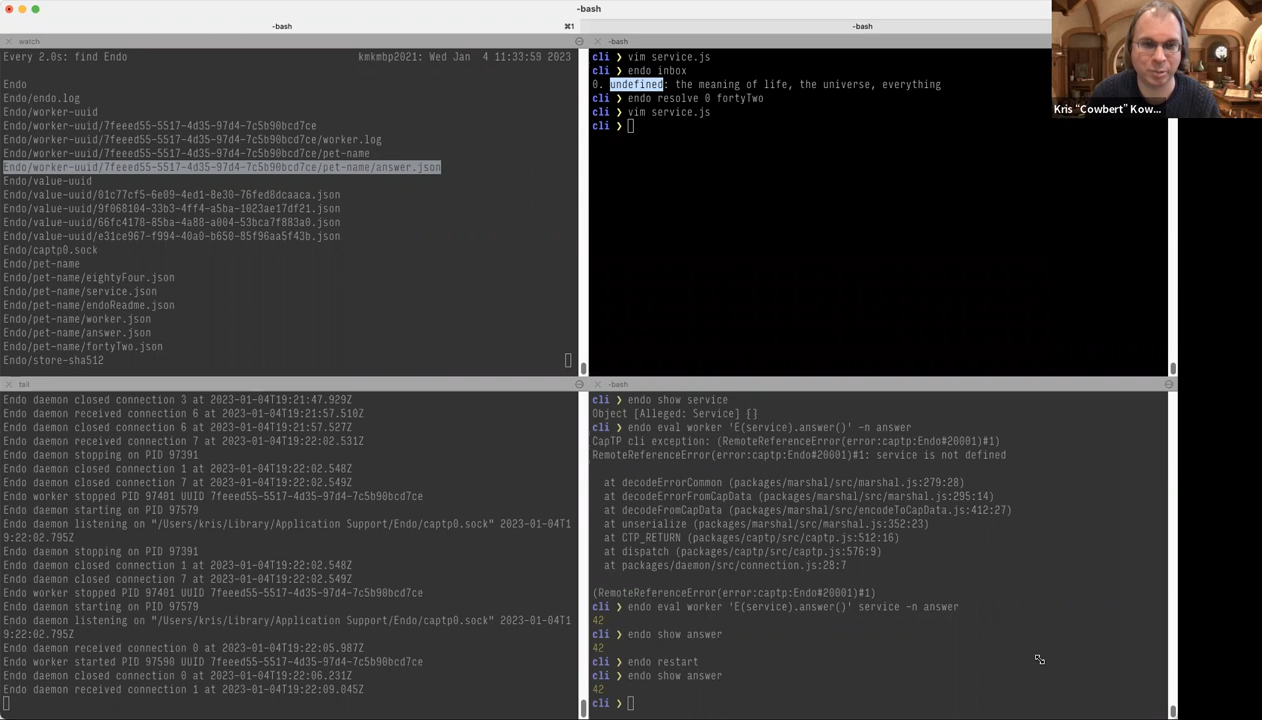 -bash
-bash
⌘1
-bash
watch
Every 2.0s: find Endo kmkmbp2021: Wed Jan 4 11:33:59 2023
Endo
Endo/endo.log
Endo/worker-uuid
Endo/worker-uuid/7feeed55-5517-4d35-97d4-7c5b90bcd7ce
Endo/worker-uuid/7feeed55-5517-4d35-97d4-7c5b90bcd7ce/worker.log
Endo/worker-uuid/7feeed55-5517-4d35-97d4-7c5b90bcd7ce/pet-name
Endo/worker-uuid/7feeed55-5517-4d35-97d4-7c5b90bcd7ce/pet-name/answer.json
Endo/value-uuid
Endo/value-uuid/01c77cf5-6e09-4ed1-8e30-76fed8dcaaca.json
Endo/value-uuid/9f068104-33b3-4ff4-a5ba-1023ae17df21.json
Endo/value-uuid/66fc4178-85ba-4a88-a004-53bca7f883a0.json
Endo/value-uuid/e31ce967-f994-40a0-b650-85f96aa5f43b.json
Endo/captp0.sock
Endo/pet-name
Endo/pet-name/eightyFour.json
Endo/pet-name/service.json
Endo/pet-name/endoReadme.json
Endo/pet-name/worker.json
Endo/pet-name/answer.json
Endo/pet-name/fortyTwo.json
Endo/store-sha512
-bash
cli ❯ vim service.js
cli ❯ endo inbox
0. undefined: the meaning of life, the universe, everything
cli ❯ endo resolve 0 fortyTwo
cli ❯ vim service.js
cli ❯
Kris "Cowbert" Kow...
tail
Endo daemon closed connection 3 at 2023-01-04T19:21:47.929Z
Endo daemon received connection 6 at 2023-01-04T19:21:57.510Z
Endo daemon closed connection 6 at 2023-01-04T19:21:57.527Z
Endo daemon received connection 7 at 2023-01-04T19:22:02.531Z
Endo daemon stopping on PID 97391
Endo daemon closed connection 1 at 2023-01-04T19:22:02.548Z
Endo daemon closed connection 7 at 2023-01-04T19:22:02.549Z
Endo worker stopped PID 97401 UUID 7feeed55-5517-4d35-97d4-7c5b90bcd7ce
Endo daemon starting on PID 97579
Endo daemon listening on "/Users/kris/Library/Application Support/Endo/captp0.sock" 2023-01-04T1
9:22:02.795Z
Endo daemon stopping on PID 97391
Endo daemon closed connection 1 at 2023-01-04T19:22:02.548Z
Endo daemon closed connection 7 at 2023-01-04T19:22:02.549Z
Endo worker stopped PID 97401 UUID 7feeed55-5517-4d35-97d4-7c5b90bcd7ce
Endo daemon starting on PID 97579
Endo daemon listening on "/Users/kris/Library/Application Support/Endo/captp0.sock" 2023-01-04T1
9:22:02.795Z
Endo daemon received connection 0 at 2023-01-04T19:22:05.987Z
Endo worker started PID 97590 UUID 7feeed55-5517-4d35-97d4-7c5b90bcd7ce
Endo daemon closed connection 0 at 2023-01-04T19:22:06.231Z
Endo daemon received connection 1 at 2023-01-04T19:22:09.045Z
-bash
cli ❯ endo show service
Object [Alleged: Service] {}
cli ❯ endo eval worker 'E(service).answer()' -n answer
CapTP cli exception: (RemoteReferenceError(error:captp:Endo#20001)#1)
RemoteReferenceError(error:captp:Endo#20001)#1: service is not defined
at decodeErrorCommon (packages/marshal/src/marshal.js:279:28)
at decodeErrorFromCapData (packages/marshal/src/marshal.js:295:14)
at decodeFromCapData (packages/marshal/src/encodeToCapData.js:412:27)
at unserialize (packages/marshal/src/marshal.js:352:23)
at CTP_RETURN (packages/captp/src/captp.js:512:16)
at dispatch (packages/captp/src/captp.js:576:9)
at packages/daemon/src/connection.js:28:7
(RemoteReferenceError(error:captp:Endo#20001)#1)
cli ❯ endo eval worker 'E(service).answer()' service -n answer
42
cli ❯ endo show answer
42
cli ❯ endo restart
cli ❯ endo show answer
42
cli ❯